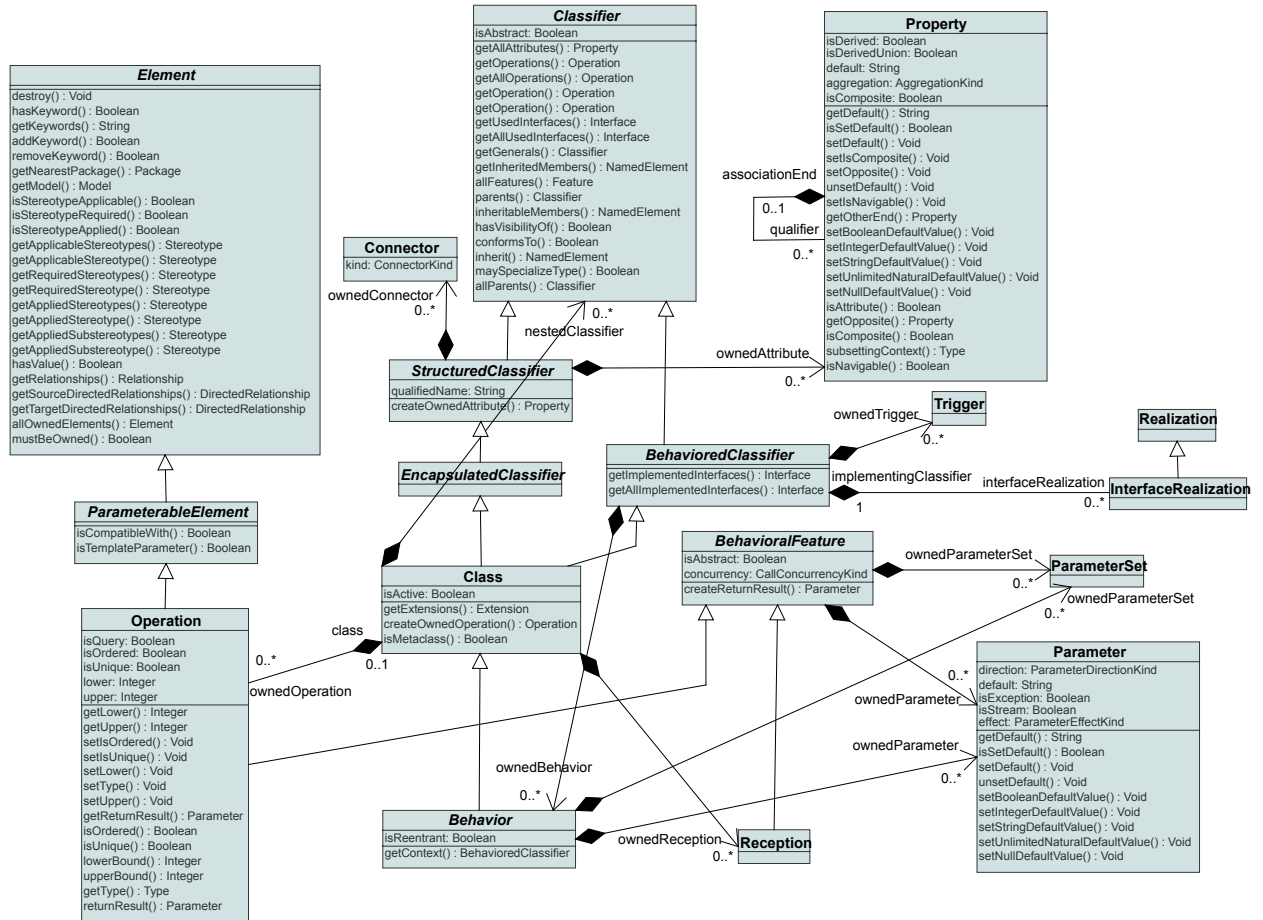 Element
destroy() : Void
hasKeyword() : Boolean
getKeywords() : String
addKeyword() : Boolean
removeKeyword() : Boolean
getNearestPackage() : Package
getModel() : Model
isStereotypeApplicable() : Boolean
isStereotypeRequired() : Boolean
isStereotypeApplied() : Boolean
getApplicableStereotypes() : Stereotype
getApplicableStereotype() : Stereotype
getRequiredStereotypes() : Stereotype
getRequiredStereotype() : Stereotype
getAppliedStereotypes() : Stereotype
getAppliedStereotype() : Stereotype
getAppliedSubstereotypes() : Stereotype
getAppliedSubstereotype() : Stereotype
hasValue() : Boolean
getRelationships() : Relationship
getSourceDirectedRelationships() : DirectedRelationship
getTargetDirectedRelationships() : DirectedRelationship
allOwnedElements() : Element
mustBeOwned() : Boolean
ParameterableElement
isCompatibleWith() : Boolean
isTemplateParameter() : Boolean
Operation
isQuery: Boolean
isOrdered: Boolean
isUnique: Boolean
lower: Integer
upper: Integer
getLower() : Integer
getUpper() : Integer
setIsOrdered() : Void
setIsUnique() : Void
setLower() : Void
setType() : Void
setUpper() : Void
getReturnResult() : Parameter
isOrdered() : Boolean
isUnique() : Boolean
lowerBound() : Integer
upperBound() : Integer
getType() : Type
returnResult() : Parameter
Classifier
isAbstract: Boolean
getAllAttributes() : Property
getOperations() : Operation
getAllOperations() : Operation
getOperation() : Operation
getOperation() : Operation
getUsedInterfaces() : Interface
getAllUsedInterfaces() : Interface
getGenerals() : Classifier
getInheritedMembers() : NamedElement
allFeatures() : Feature
parents() : Classifier
inheritableMembers() : NamedElement
hasVisibilityOf() : Boolean
conformsTo() : Boolean
inherit() : NamedElement
maySpecializeType() : Boolean
allParents() : Classifier
Connector
kind: ConnectorKind
ownedConnector
0..*
0..*
nestedClassifier
StructuredClassifier
qualifiedName: String
createOwnedAttribute() : Property
EncapsulatedClassifier
Class
isActive: Boolean
getExtensions() : Extension
createOwnedOperation() : Operation
isMetaclass() : Boolean
class
0..1
0..*
ownedOperation
Behavior
isReentrant: Boolean
getContext() : BehavioredClassifier
ownedBehavior
0..*
Property
isDerived: Boolean
isDerivedUnion: Boolean
default: String
aggregation: AggregationKind
isComposite: Boolean
getDefault() : String
isSetDefault() : Boolean
setDefault() : Void
setIsComposite() : Void
setOpposite() : Void
unsetDefault() : Void
setIsNavigable() : Void
getOtherEnd() : Property
setBooleanDefaultValue() : Void
setIntegerDefaultValue() : Void
setStringDefaultValue() : Void
setUnlimitedNaturalDefaultValue() : Void
setNullDefaultValue() : Void
isAttribute() : Boolean
getOpposite() : Property
isComposite() : Boolean
subsettingContext() : Type
isNavigable() : Boolean
associationEnd
0..1
qualifier
0..*
ownedAttribute
0..*
BehavioredClassifier
getImplementedInterfaces() : Interface
getAllImplementedInterfaces() : Interface
ownedTrigger
0..*
Trigger
implementingClassifier
1
interfaceRealization
0..*
Realization
InterfaceRealization
BehavioralFeature
isAbstract: Boolean
concurrency: CallConcurrencyKind
createReturnResult() : Parameter
ownedParameterSet
0..*
ParameterSet
ownedParameterSet
0..*
Parameter
direction: ParameterDirectionKind
default: String
isException: Boolean
isStream: Boolean
effect: ParameterEffectKind
getDefault() : String
isSetDefault() : Boolean
setDefault() : Void
unsetDefault() : Void
setBooleanDefaultValue() : Void
setIntegerDefaultValue() : Void
setStringDefaultValue() : Void
setUnlimitedNaturalDefaultValue() : Void
setNullDefaultValue() : Void
0..*
ownedParameter
ownedParameter
0..*
ownedReception
0..*
Reception